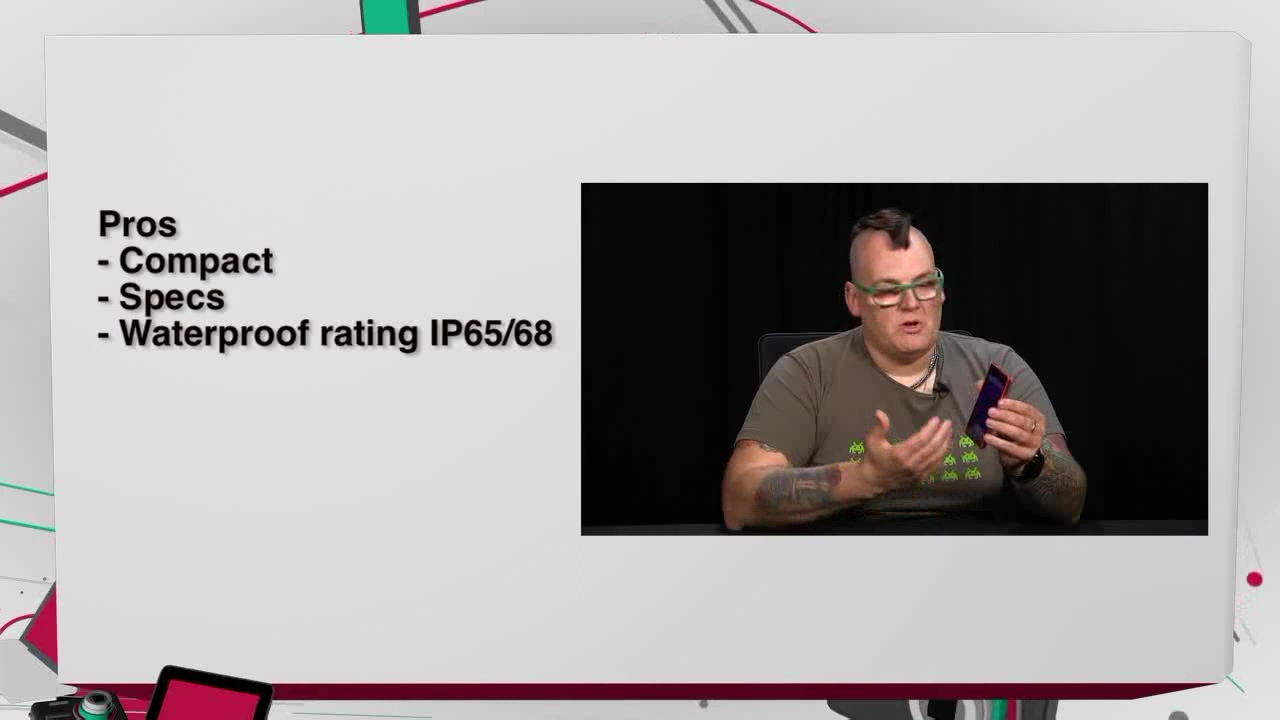 Pros
- Compact
- Specs
- Waterproof rating IP65/68